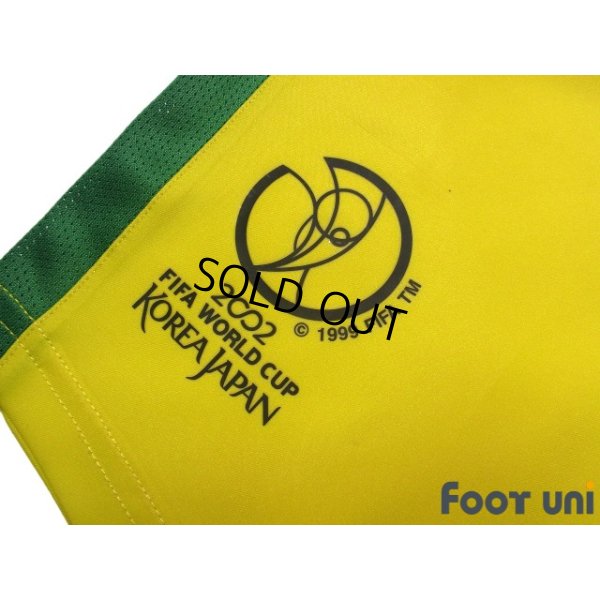 SOLD OUT
2002
FIFA WORLD CUP
KOREA JAPAN
© 1999 FIFA TM
FOOT UNI